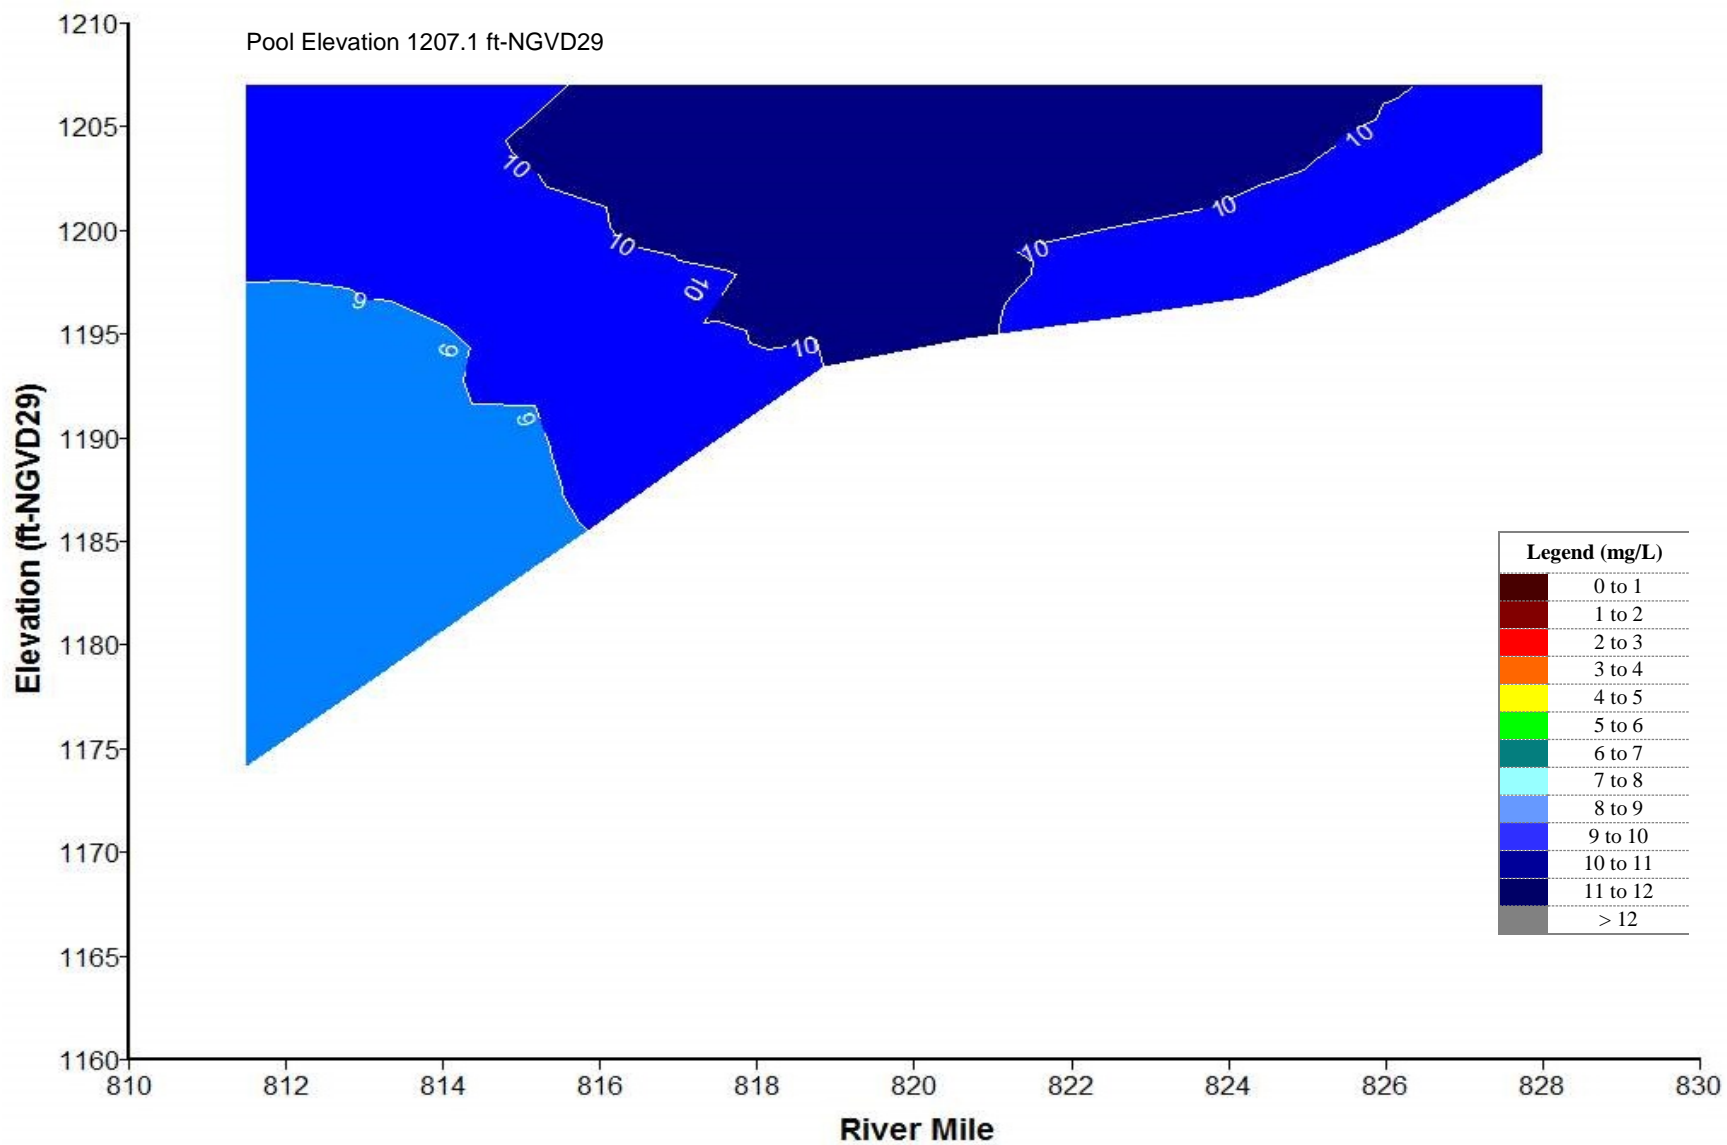 Pool Elevation 1207.1 ft-NGVD29
1210
1205
1200
1195
1190
1185
1180
1175
1170
1165
1160
Elevation (ft-NGVD29)
10
10
10
10
10
10
10
9
9
9
Legend (mg/L)
0 to 1
1 to 2
2 to 3
3 to 4
4 to 5
5 to 6
6 to 7
7 to 8
8 to 9
9 to 10
10 to 11
11 to 12
> 12
810 812 814 816 818 820 822 824 826 828 830
River Mile